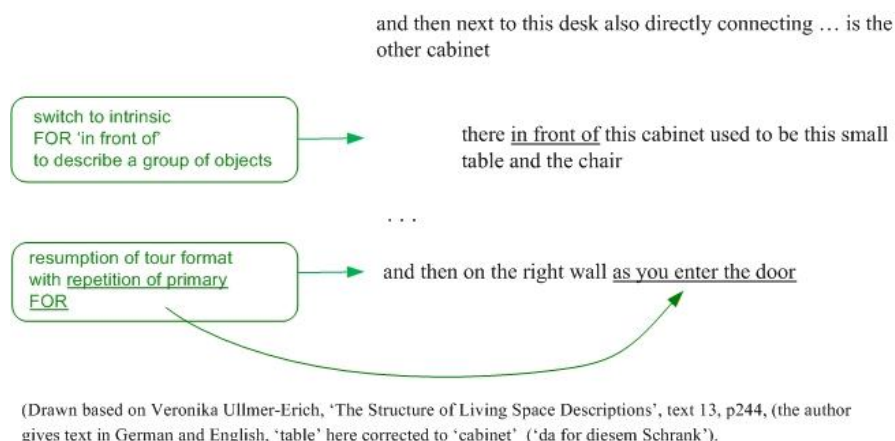 and then next to this desk also directly connecting … is the
other cabinet
switch to intrinsic
FOR 'in front of'
to describe a group of objects
there in front of this cabinet used to be this small
table and the chair
. . .
resumption of tour format
with repetition of primary
FOR
and then on the right wall as you enter the door
(Drawn based on Veronika Ullmer-Erich, ‘The Structure of Living Space Descriptions’, text 13, p244, (the author
gives text in German and English, ‘table’ here corrected to ‘cabinet’ (‘da for diesem Schrank’).